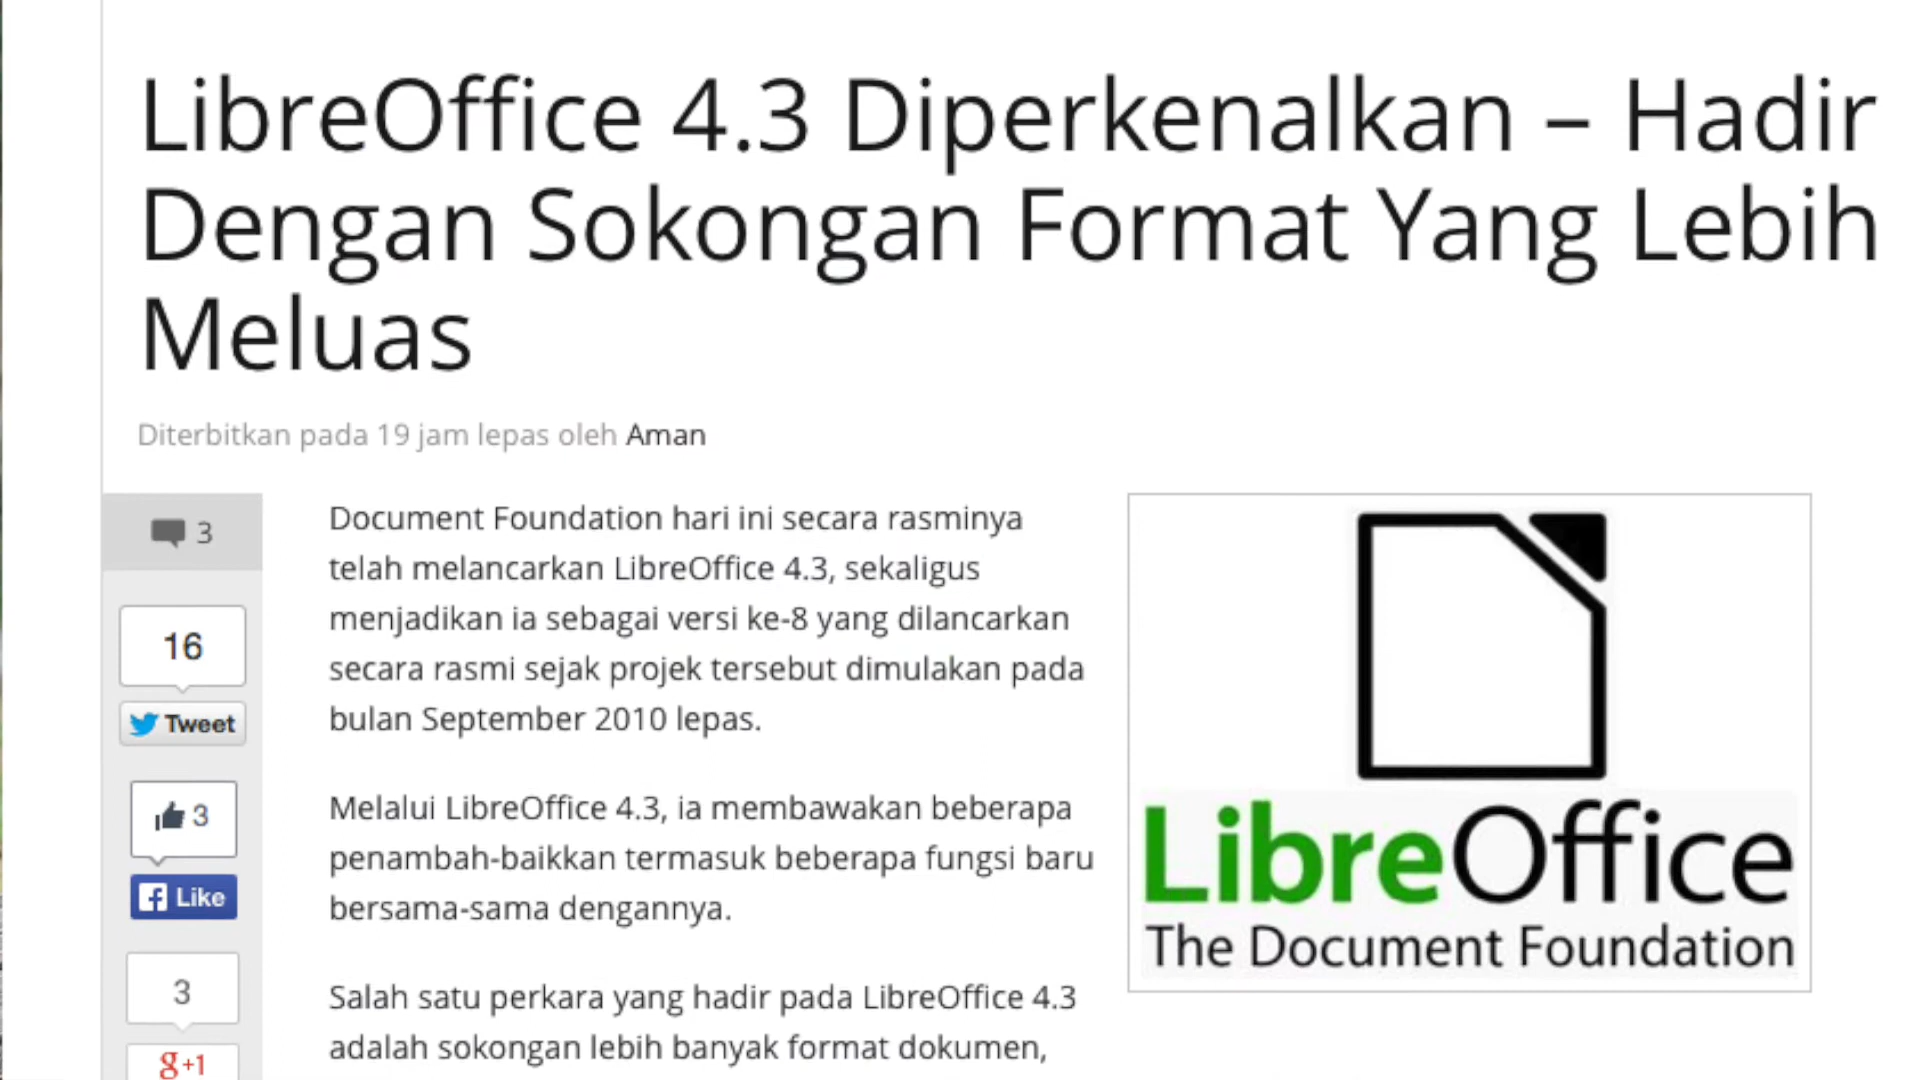 LibreOffice 4.3 Diperkenalkan – Hadir
Dengan Sokongan Format Yang Lebih
Meluas
Diterbitkan pada 19 jam lepas oleh Aman
3
16
Tweet
3
Like
3
g+1
Document Foundation hari ini secara rasminya
telah melancarkan LibreOffice 4.3, sekaligus
menjadikan ia sebagai versi ke-8 yang dilancarkan
secara rasmi sejak projek tersebut dimulakan pada
bulan September 2010 lepas.
Melalui LibreOffice 4.3, ia membawakan beberapa
penambah-baikkan termasuk beberapa fungsi baru
bersama-sama dengannya.
Salah satu perkara yang hadir pada LibreOffice 4.3
adalah sokongan lebih banyak format dokumen,
LibreOffice
The Document Foundation